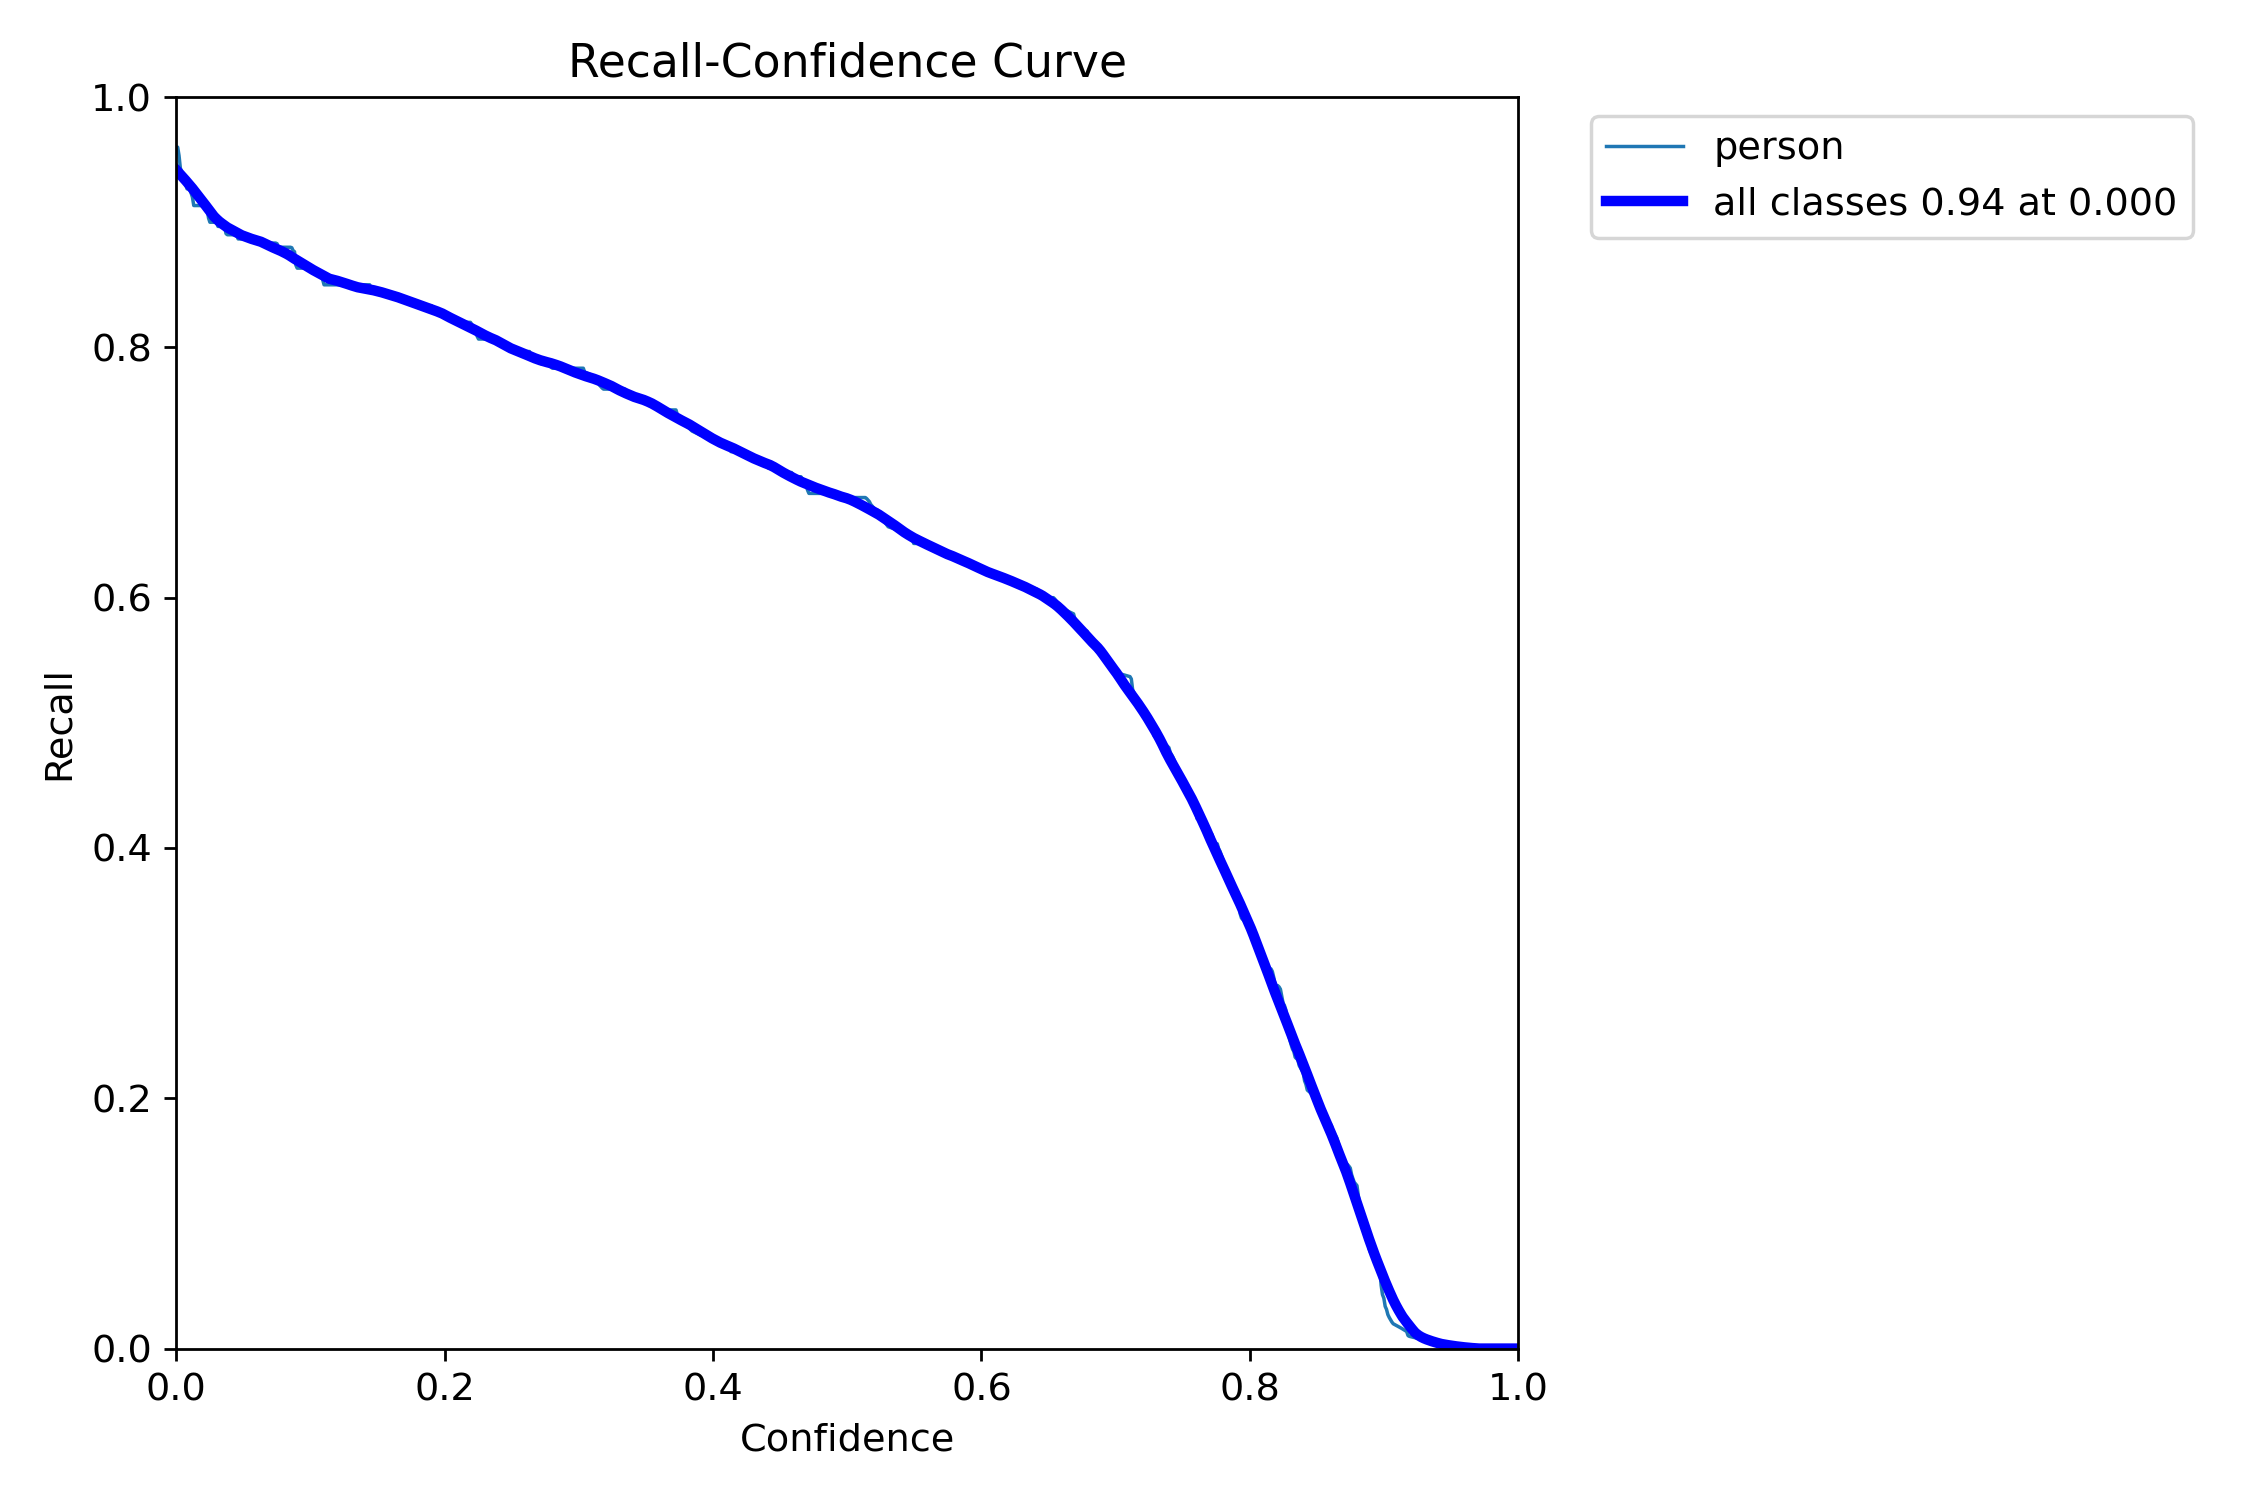 Recall-Confidence Curve
1.0
0.8
0.6
0.4
0.2
0.0
Recall
0.0 0.2 0.4 0.6 0.8 1.0
Confidence
person
all classes 0.94 at 0.000